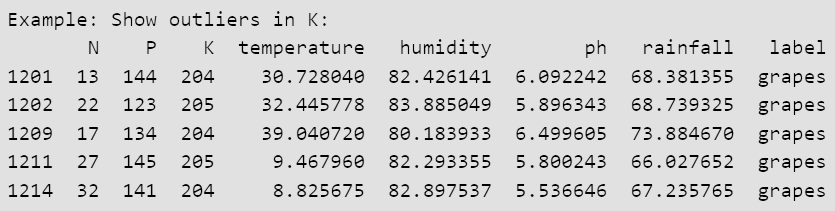 Example: Show outliers in K:
N P K temperature humidity ph rainfall label
1201 13 144 204 30.728040 82.426141 6.092242 68.381355 grapes
1202 22 123 205 32.445778 83.885049 5.896343 68.739325 grapes
1209 17 134 204 39.040720 80.183933 6.499605 73.884670 grapes
1211 27 145 205 9.467960 82.293355 5.800243 66.027652 grapes
1214 32 141 204 8.825675 82.897537 5.536646 67.235765 grapes